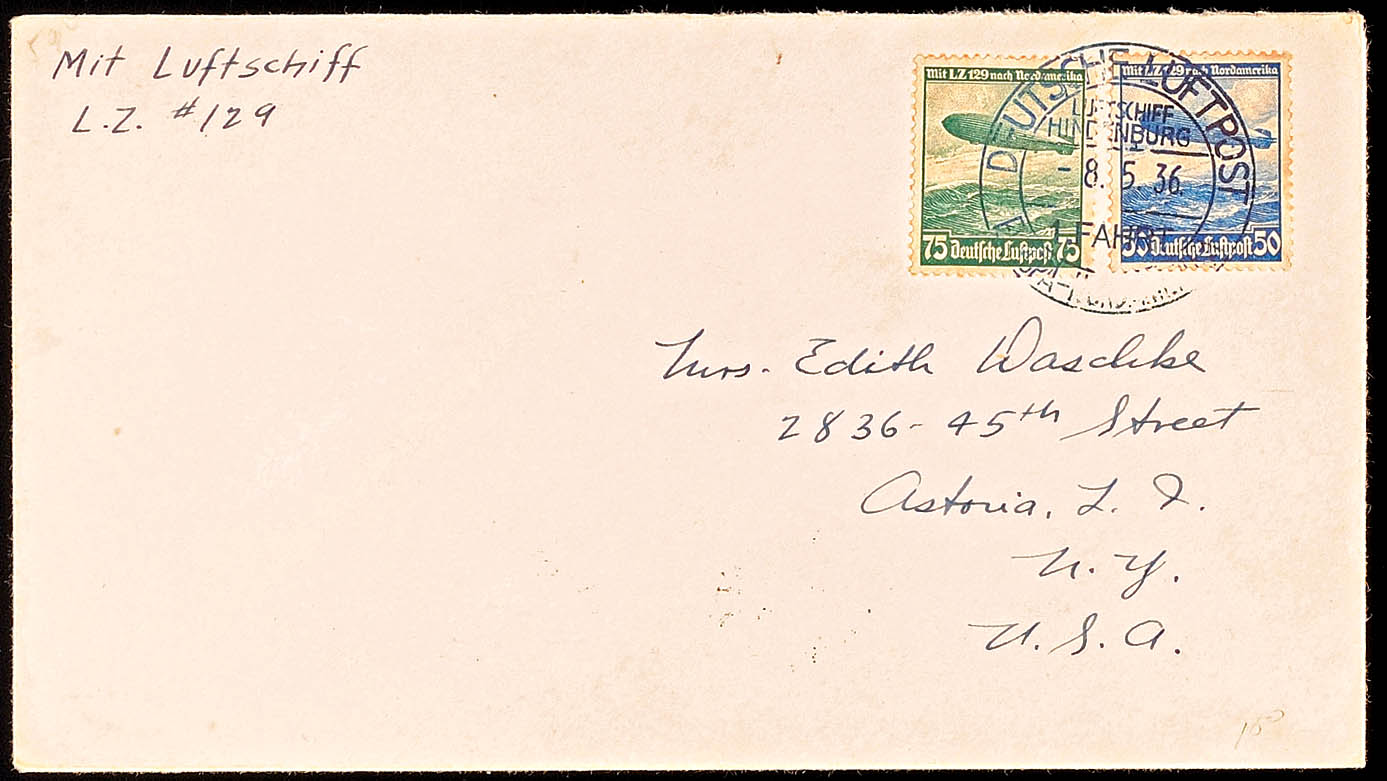 Mit Luftschiff
L.Z. #129
Mit LZ 129 nach Nordamerika
75 Deutsche Luftpost 75
Mit LZ 129 nach Nordamerika
50 Deutsche Luftpost 50
DEUTSCHE LUFTPOST
LUFTSCHIFF
HINDENBURG
- 8. 5. 36.
1. FAHRT
Mrs. Edith Waschke
2836-45th Street
Astoria, L. I.
N. Y.
U. S. A.